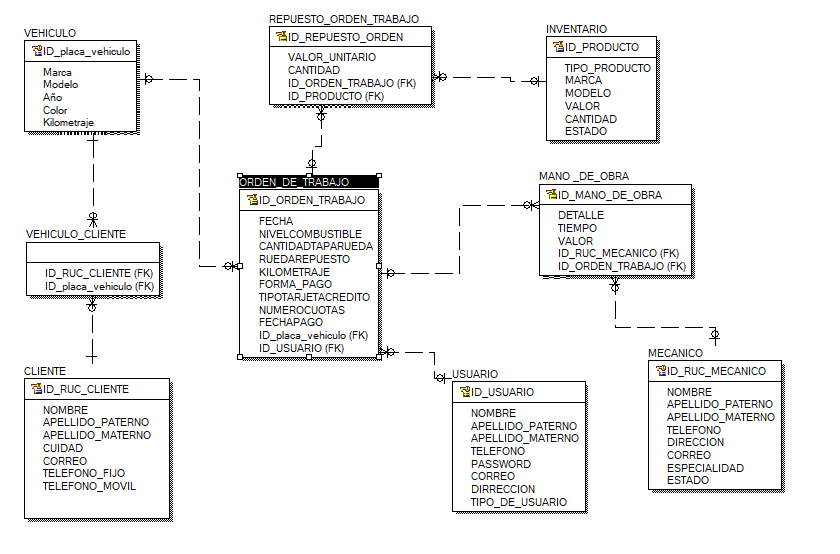 VEHICULO
ID_placa_vehiculo
Marca
Modelo
Año
Color
Kilometraje
REPUESTO_ORDEN_TRABAJO
ID_REPUESTO_ORDEN
VALOR_UNITARIO
CANTIDAD
ID_ORDEN_TRABAJO (FK)
ID_PRODUCTO (FK)
INVENTARIO
ID_PRODUCTO
TIPO_PRODUCTO
MARCA
MODELO
VALOR
CANTIDAD
ESTADO
ORDEN_DE_TRABAJO
ID_ORDEN_TRABAJO
FECHA
NIVELCOMBUSTIBLE
CANTIDADTAPARUEDA
RUEDAREPUESTO
KILOMETRAJE
FORMA_PAGO
TIPOTARJETACREDITO
NUMEROCUOTAS
FECHAPAGO
ID_placa_vehiculo (FK)
ID_USUARIO (FK)
MANO _DE_OBRA
ID_MANO_DE_OBRA
DETALLE
TIEMPO
VALOR
ID_RUC_MECANICO (FK)
ID_ORDEN_TRABAJO (FK)
VEHICULO_CLIENTE
ID_RUC_CLIENTE (FK)
ID_placa_vehiculo (FK)
CLIENTE
ID_RUC_CLIENTE
NOMBRE
APELLIDO_PATERNO
APELLIDO_MATERNO
CUIDAD
CORREO
TELEFONO_FIJO
TELEFONO_MOVIL
USUARIO
ID_USUARIO
NOMBRE
APELLIDO_PATERNO
APELLIDO_MATERNO
TELEFONO
PASSWORD
CORREO
DIRRECCION
TIPO_DE_USUARIO
MECANICO
ID_RUC_MECANICO
NOMBRE
APELLIDO_PATERNO
APELLIDO_MATERNO
TELEFONO
DIRECCION
CORREO
ESPECIALIDAD
ESTADO